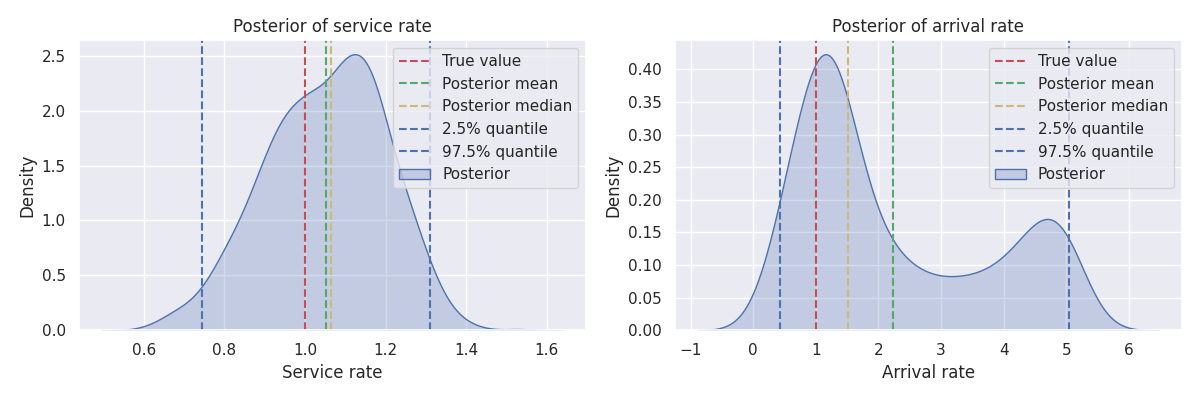 Posterior of service rate
2.5
2.0
1.5
1.0
0.5
0.0
Density
0.6
0.8
1.0
1.2
1.4
1.6
Service rate
True value
Posterior mean
Posterior median
2.5% quantile
97.5% quantile
Posterior
Posterior of arrival rate
0.40
0.35
0.30
0.25
0.20
0.15
0.10
0.05
0.00
Density
−1
0
1
2
3
4
5
6
Arrival rate
True value
Posterior mean
Posterior median
2.5% quantile
97.5% quantile
Posterior